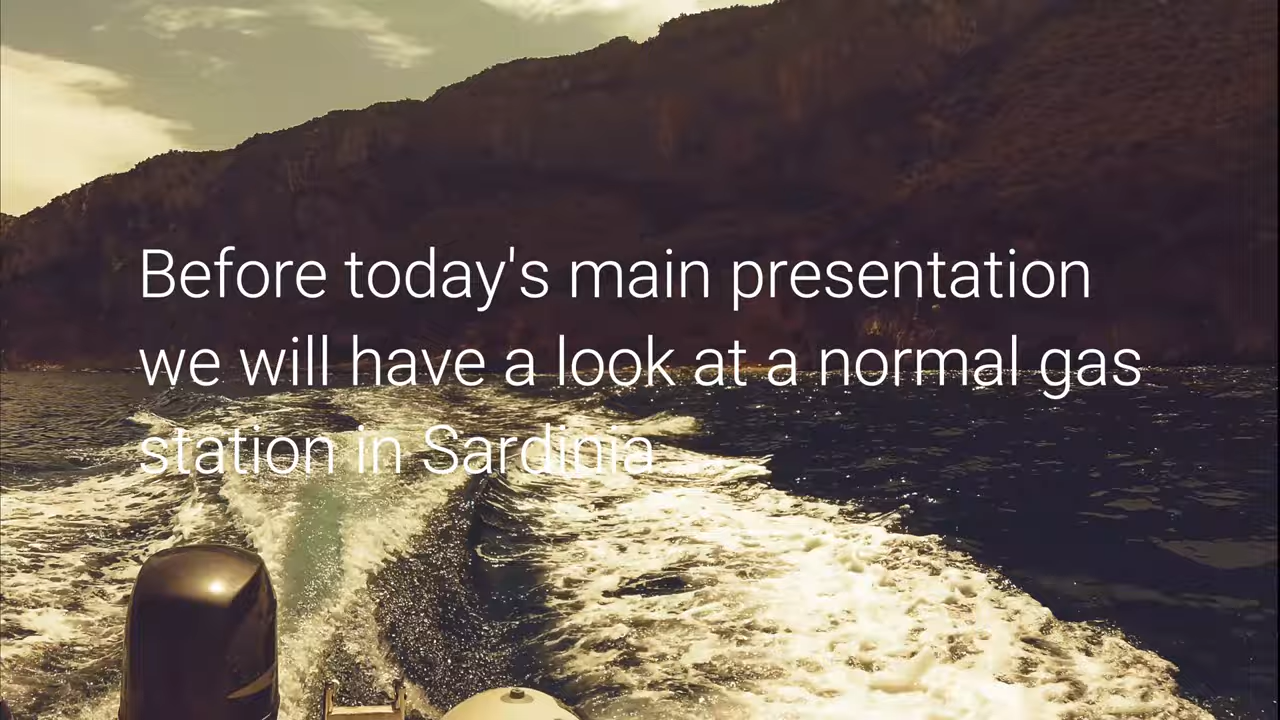 Before today's main presentation
we will have a look at a normal gas
station in Sardinia